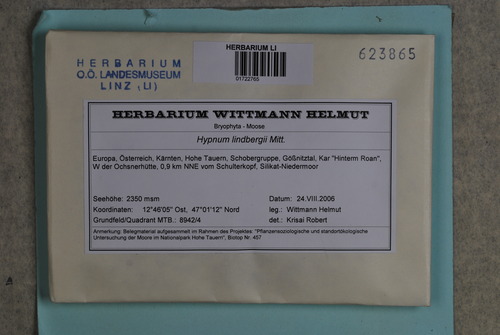 HERBARIUM
O.Ö. LANDESMUSEUM
LINZ (LI)
HERBARIUM LI
01722765
623865
HERBARIUM WITTMANN HELMUT
Bryophyta - Moose
Hypnum lindbergii Mitt.
Europa, Österreich, Kärnten, Hohe Tauern, Schobergruppe, Gößnitztal, Kar "Hinterm Roan",
W der Ochsnerhütte, 0,9 km NNE vom Schulterkopf, Silikat-Niedermoor
Seehöhe: 2350 msm Datum: 24.VIII.2006
Koordinaten: 12°46'05" Ost, 47°01'12" Nord leg.: Wittmann Helmut
Grundfeld/Quadrant MTB.: 8942/4 det.: Krisai Robert
Anmerkung: Belegmaterial aufgesammelt im Rahmen des Projektes: "Pflanzensoziologische und standortökologische
Untersuchung der Moore im Nationalpark Hohe Tauern", Biotop Nr. 457